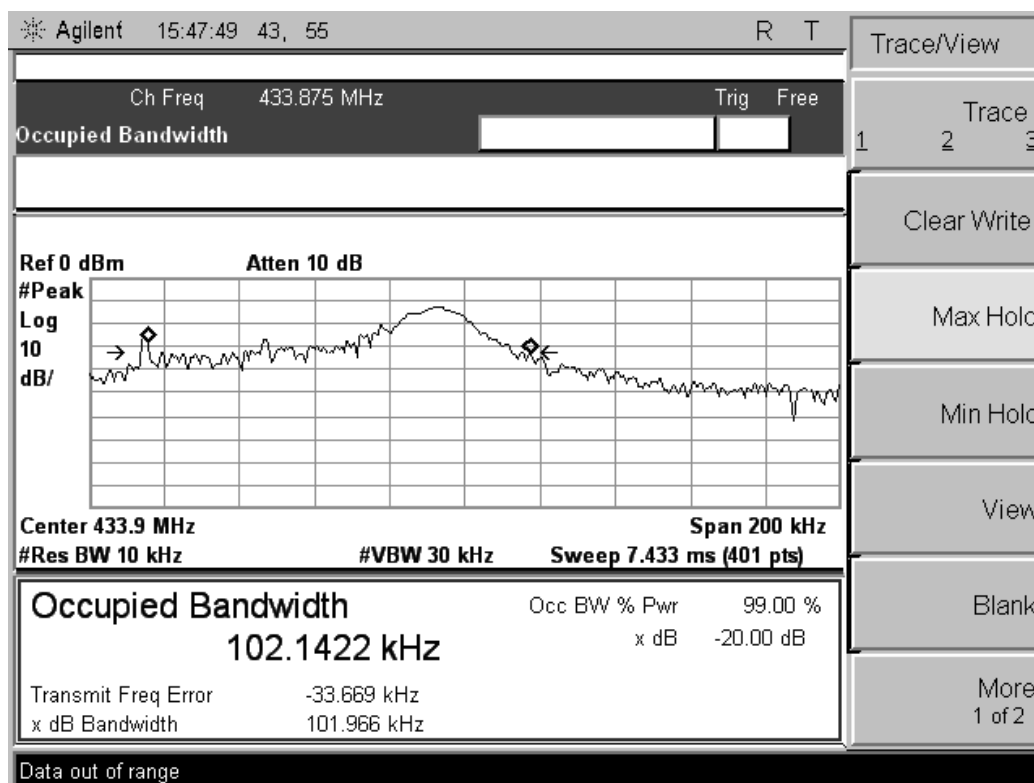 Agilent 15:47:49 43, 55 R T
Trace/View
Ch Freq 433.875 MHz Trig Free
Occupied Bandwidth
Trace
1 2 3
Clear Write
Ref 0 dBm Atten 10 dB
#Peak
Log
10
dB/
Max Hold
Min Hold
Center 433.9 MHz Span 200 kHz
#Res BW 10 kHz #VBW 30 kHz Sweep 7.433 ms (401 pts)
View
Occupied Bandwidth Occ BW % Pwr 99.00 %
102.1422 kHz x dB -20.00 dB
Blank
Transmit Freq Error -33.669 kHz
x dB Bandwidth 101.966 kHz
More
1 of 2
Data out of range